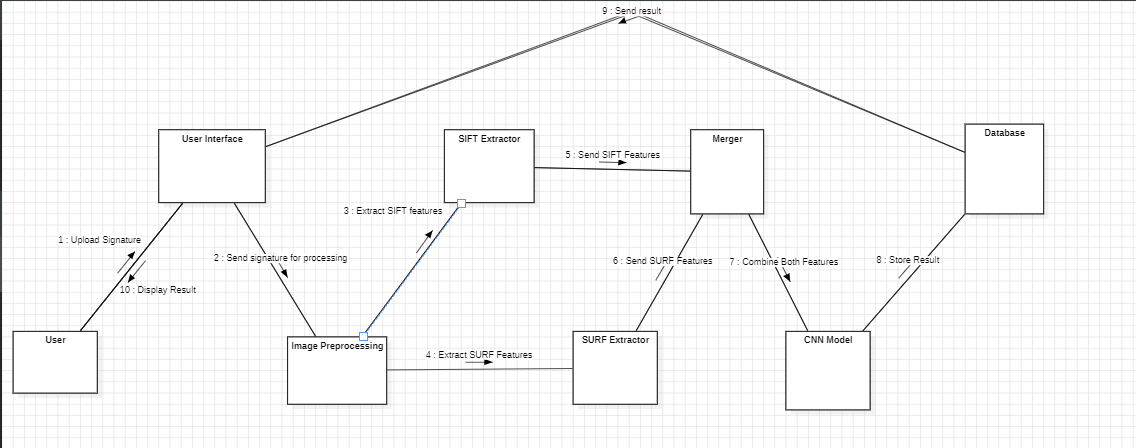 9 : Send result
User Interface
SIFT Extractor
Merger
Database
5 : Send SIFT Features
3 : Extract SIFT features
1 : Upload Signature
2 : Send signature for processing
6 : Send SURF Features
7 : Combine Both Features
8 : Store Result
10 : Display Result
User
Image Preprocessing
SURF Extractor
CNN Model
4 : Extract SURF Features